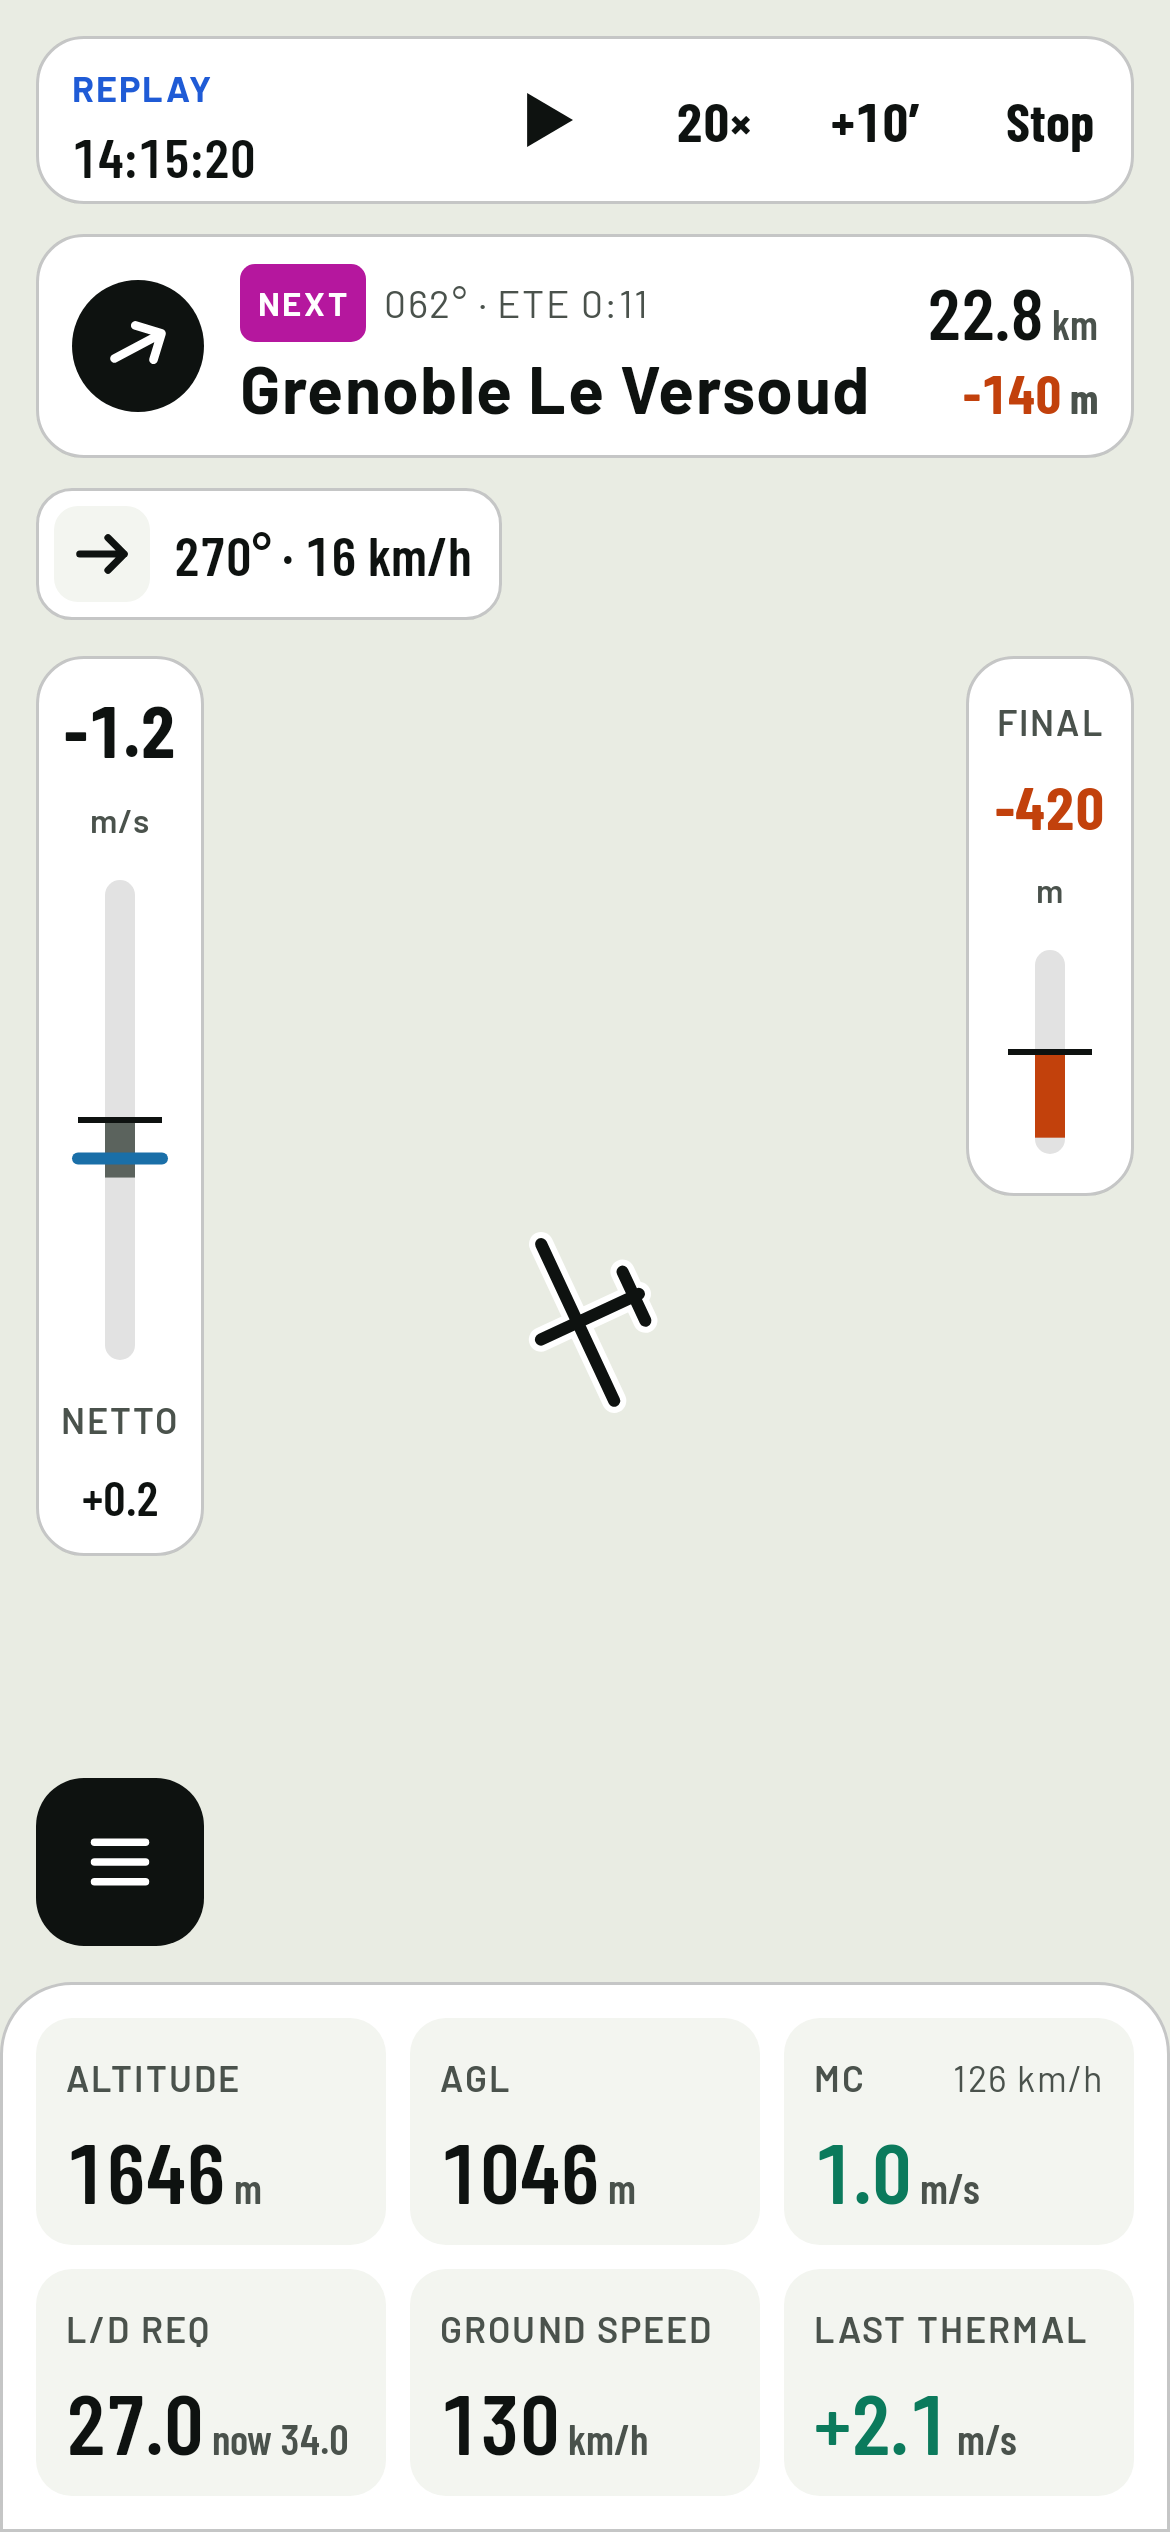 REPLAY
14:15:20
20× +10′ Stop
NEXT 062° · ETE 0:11
Grenoble Le Versoud
22.8 km
-140 m
270° · 16 km/h
-1.2
m/s
NETTO
+0.2
FINAL
-420
m
ALTITUDE
1646 m
AGL
1046 m
MC 126 km/h
1.0 m/s
L/D REQ
27.0 now 34.0
GROUND SPEED
130 km/h
LAST THERMAL
+2.1 m/s